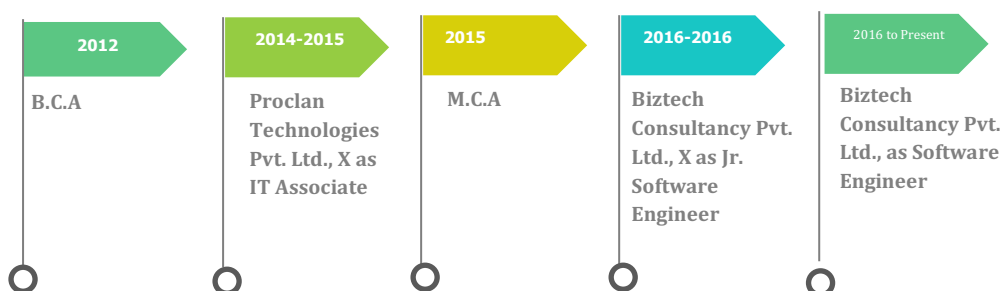 2012
B.C.A
2014-2015
Proclan
Technologies
Pvt. Ltd., X as
IT Associate
2015
M.C.A
2016-2016
Biztech
Consultancy Pvt.
Ltd., X as Jr.
Software
Engineer
2016 to Present
Biztech
Consultancy Pvt.
Ltd., as Software
Engineer